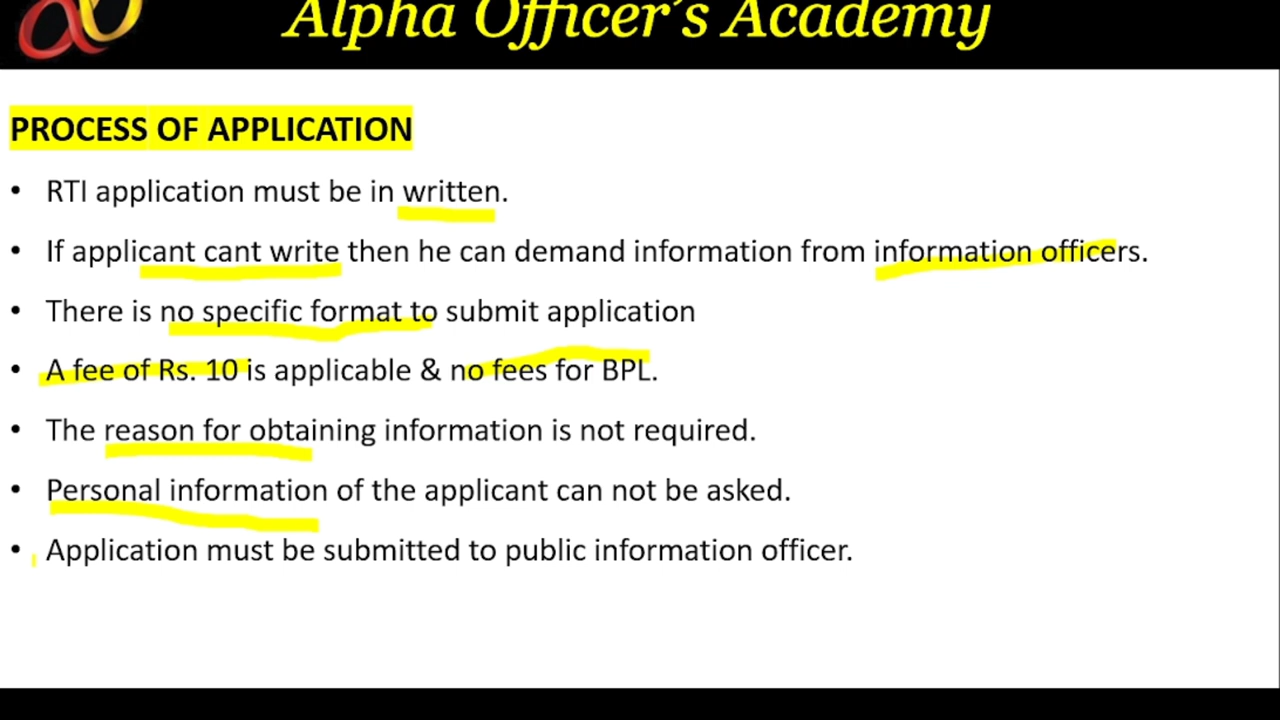 Alpha Officer's Academy
PROCESS OF APPLICATION
• RTI application must be in written.
• If applicant cant write then he can demand information from information officers.
• There is no specific format to submit application
• A fee of Rs. 10 is applicable & no fees for BPL.
• The reason for obtaining information is not required.
• Personal information of the applicant can not be asked.
• Application must be submitted to public information officer.